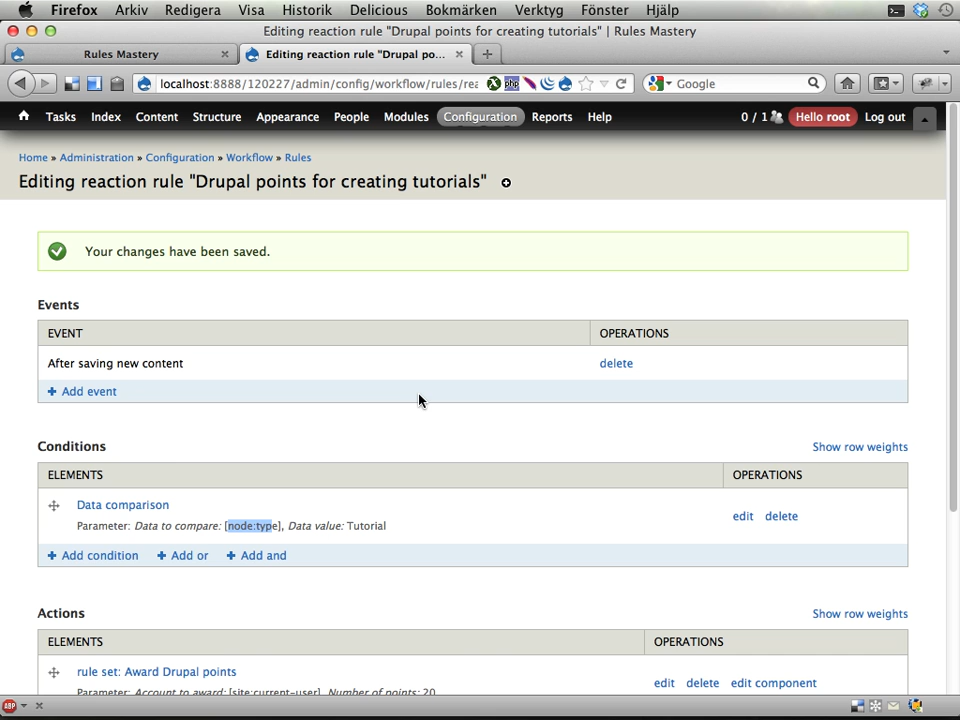 Firefox Arkiv Redigera Visa Historik Delicious Bokmärken Verktyg Fönster Hjälp
Editing reaction rule "Drupal points for creating tutorials" | Rules Mastery
Rules Mastery × Editing reaction rule "Drupal po... × +
localhost:8888/120227/admin/config/workflow/rules/rea X php Google
Tasks Index Content Structure Appearance People Modules Configuration Reports Help 0 / 1 Hello root Log out
Home » Administration » Configuration » Workflow » Rules
Editing reaction rule "Drupal points for creating tutorials"
Your changes have been saved.
Events
EVENT OPERATIONS
After saving new content delete
+ Add event
Conditions Show row weights
ELEMENTS OPERATIONS
Data comparison
Parameter: Data to compare: [node:type], Data value: Tutorial
edit delete
+ Add condition + Add or + Add and
Actions Show row weights
ELEMENTS OPERATIONS
rule set: Award Drupal points
edit delete edit component
Parameter: Account to award: [site:current-user], Number of points: 20
ABP ×